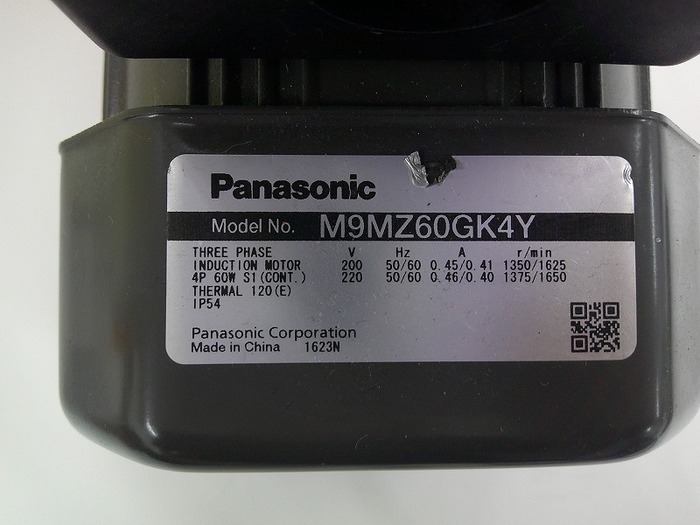 Panasonic
Model No. M9MZ60GK4Y
THREE PHASE V Hz A r/min
INDUCTION MOTOR 200 50/60 0.45/0.41 1350/1625
4P 60W S1(CONT.) 220 50/60 0.46/0.40 1375/1650
THERMAL 120(E)
IP54
Panasonic Corporation
Made in China 1623N